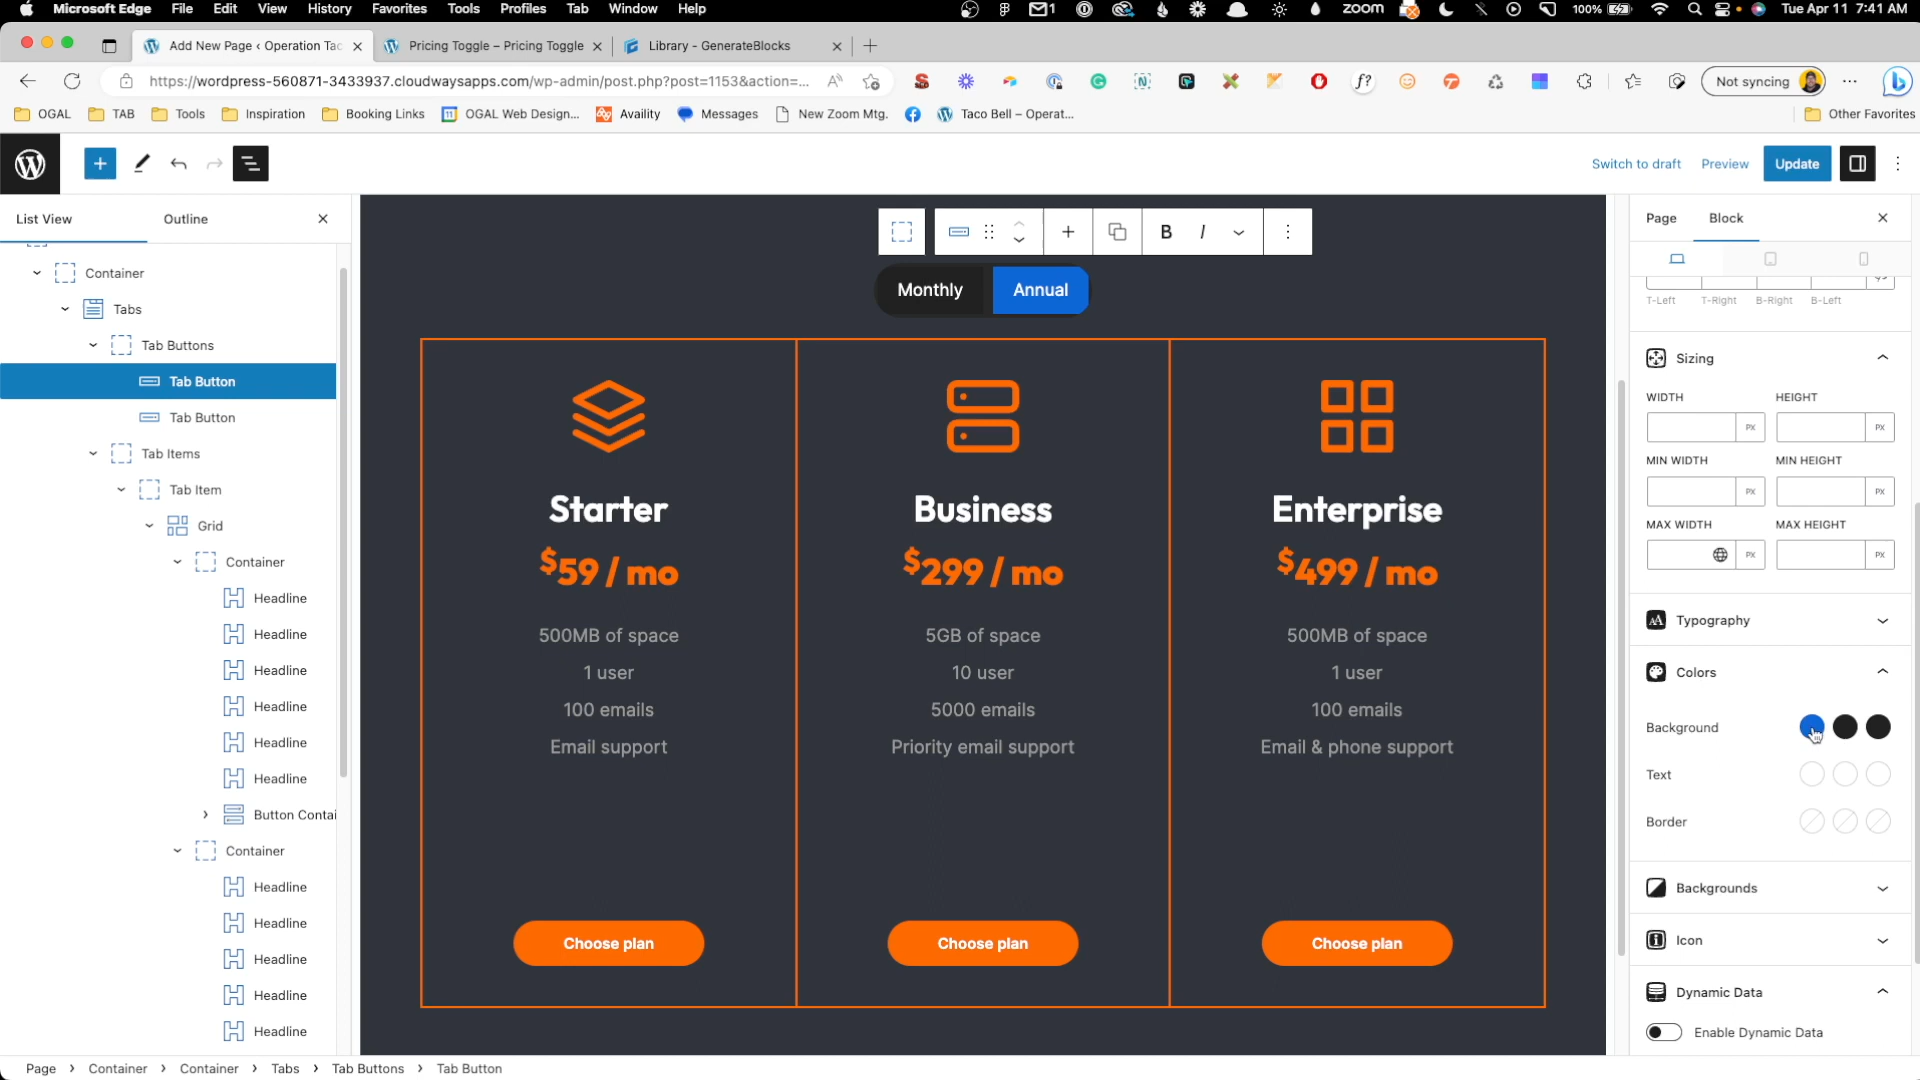 Microsoft Edge File Edit View History Favorites Tools Profiles Tab Window Help 1 zoom 100% Tue Apr 11 7:41 AM
Add New Page ‹ Operation Tac Pricing Toggle – Pricing Toggle Library - GenerateBlocks
https://wordpress-560871-3433937.cloudwaysapps.com/wp-admin/post.php?post=1153&action=... Not syncing
OGAL TAB Tools Inspiration Booking Links OGAL Web Design... Availity Messages New Zoom Mtg. Taco Bell – Operat... Other Favorites
Switch to draft Preview Update
List View Outline
Page Block
B I
Container
Monthly Annual
T-Left T-Right B-Right B-Left
Tabs
Tab Buttons
Tab Button
Tab Button
Tab Items
Tab Item
Grid
Container
Headline
Headline
Headline
Headline
Headline
Headline
Button Contai
Container
Headline
Headline
Headline
Headline
Headline
Starter Business Enterprise
$59 / mo $299 / mo $499 / mo
500MB of space 5GB of space 500MB of space
1 user 10 user 1 user
100 emails 5000 emails 100 emails
Email support Priority email support Email & phone support
Choose plan Choose plan Choose plan
Sizing
WIDTH HEIGHT
PX PX
MIN WIDTH MIN HEIGHT
PX PX
MAX WIDTH MAX HEIGHT
PX PX
Typography
Colors
Background
Text
Border
Backgrounds
Icon
Dynamic Data
Enable Dynamic Data
Page › Container › Container › Tabs › Tab Buttons › Tab Button